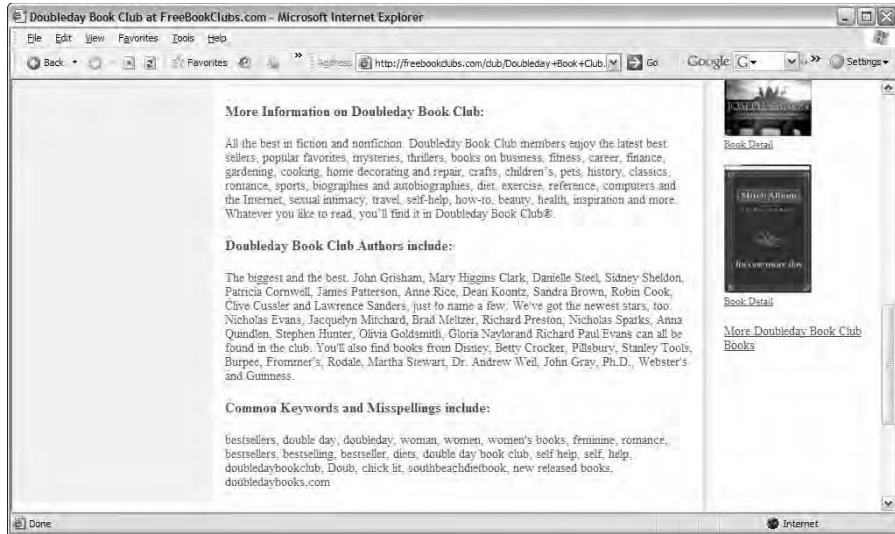 Doubleday Book Club at FreeBookClubs.com - Microsoft Internet Explorer
File Edit View Favorites Tools Help
Back Favorites » Address http://freebookclubs.com/club/Doubleday+Book+Club. Go Google G » Settings
More Information on Doubleday Book Club:
All the best in fiction and nonfiction. Doubleday Book Club members enjoy the latest best
sellers, popular favorites, mysteries, thrillers, books on business, fitness, career, finance,
gardening, cooking, home decorating and repair, crafts, children's, pets, history, classics,
romance, sports, biographies and autobiographies, diet, exercise, reference, computers and
the Internet, sexual intimacy, travel, self-help, how-to, beauty, health, inspiration and more.
Whatever you like to read, you'll find it in Doubleday Book Club®.
Doubleday Book Club Authors include:
The biggest and the best. John Grisham, Mary Higgins Clark, Danielle Steel, Sidney Sheldon,
Patricia Cornwell, James Patterson, Anne Rice, Dean Koontz, Sandra Brown, Robin Cook,
Clive Cussler and Lawrence Sanders, just to name a few. We've got the newest stars, too.
Nicholas Evans, Jacquelyn Mitchard, Brad Meltzer, Richard Preston, Nicholas Sparks, Anna
Quindlen, Stephen Hunter, Olivia Goldsmith, Gloria Naylorand Richard Paul Evans can all be
found in the club. You'll also find books from Disney, Betty Crocker, Pillsbury, Stanley Tools,
Burpee, Frommer's, Rodale, Martha Stewart, Dr. Andrew Weil, John Gray, Ph.D., Webster's
and Guinness.
Common Keywords and Misspellings include:
bestsellers, double day, doubleday, woman, women, women's books, feminine, romance,
bestsellers, bestselling, bestseller, diets, double day book club, self help, self, help,
doubledaybookclub, Doub, chick lit, southbeachdietbook, new released books,
doubledaybooks.com
Book Detail
Mitch Albom
for one more day
Book Detail
More Doubleday Book Club
Books
Done Internet